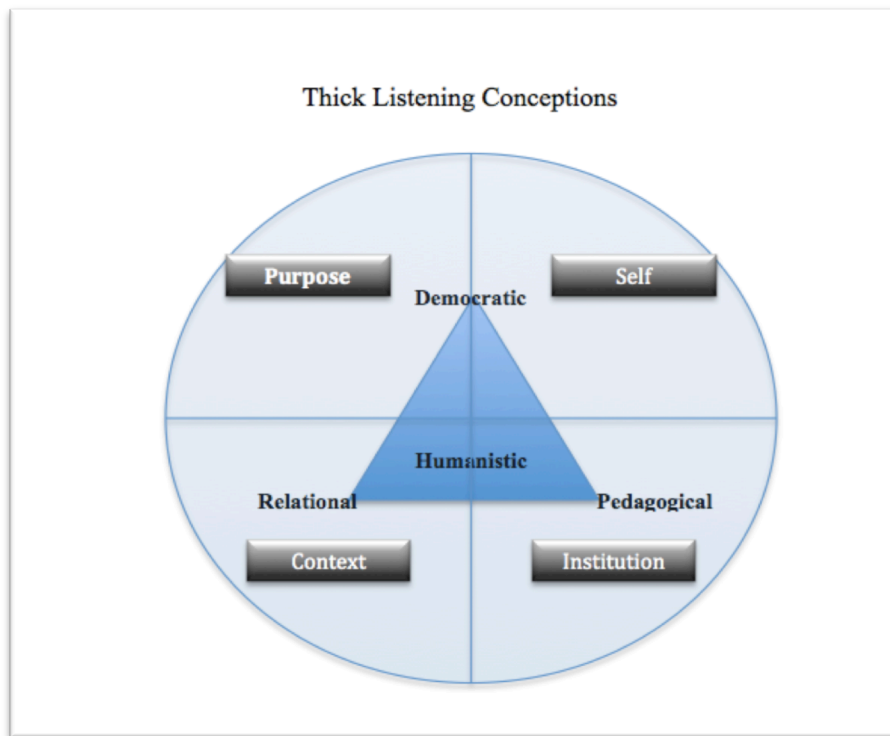 Thick Listening Conceptions
Purpose
Self
Democratic
Humanistic
Relational
Pedagogical
Context
Institution